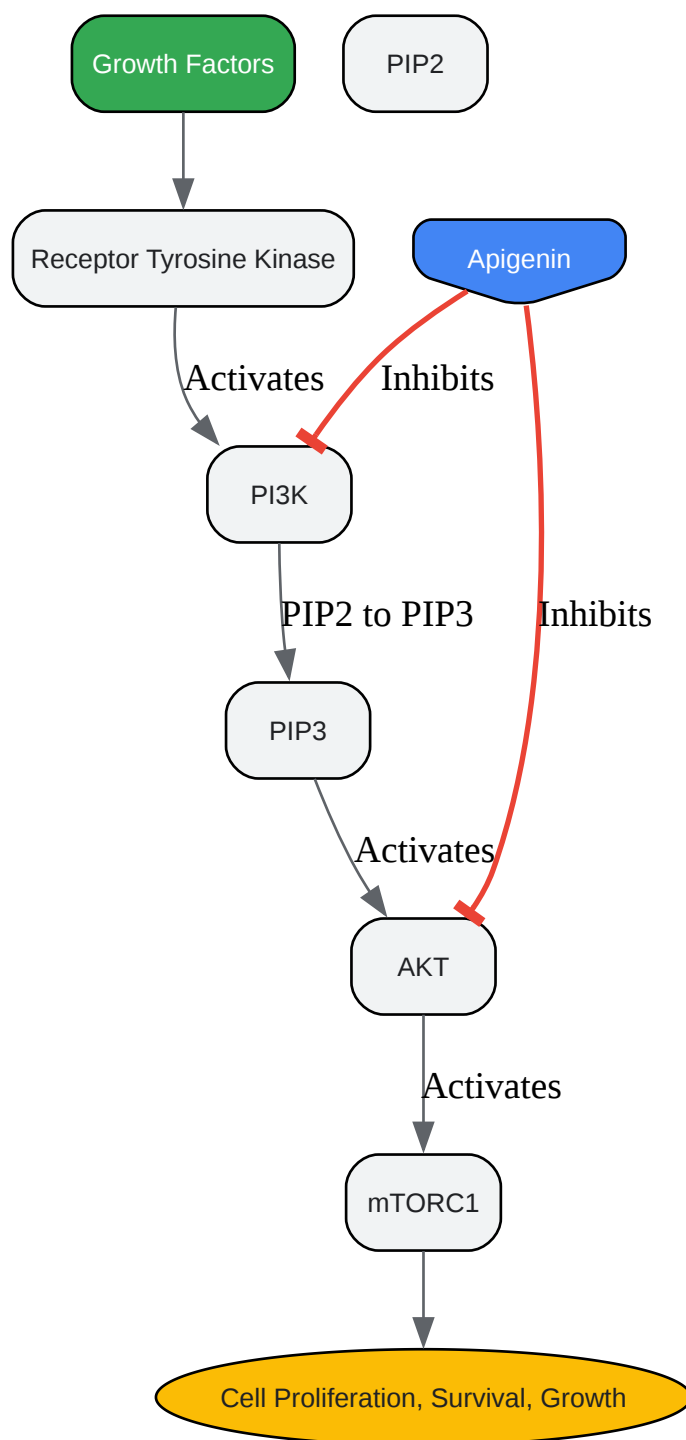 Growth Factors
PIP2
Receptor Tyrosine Kinase
Apigenin
Activates
Inhibits
PI3K
PIP2 to PIP3
Inhibits
PIP3
Activates
AKT
Activates
mTORC1
Cell Proliferation, Survival, Growth